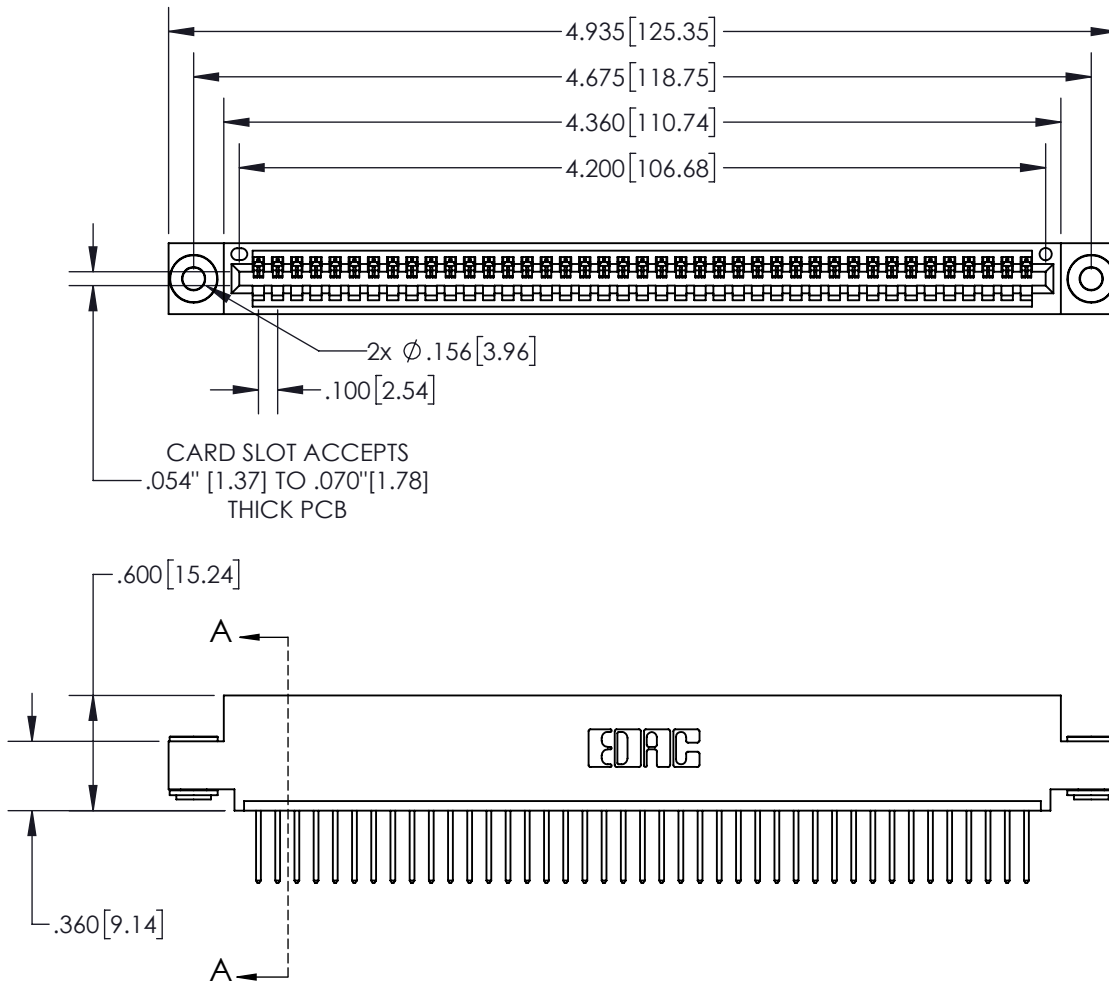 4.935[125.35]
4.675[118.75]
4.360[110.74]
4.200[106.68]
2x Ø.156[3.96]
.100[2.54]
CARD SLOT ACCEPTS
.054" [1.37] TO .070"[1.78]
THICK PCB
.600[15.24]
A
EDAC
.360[9.14]
A